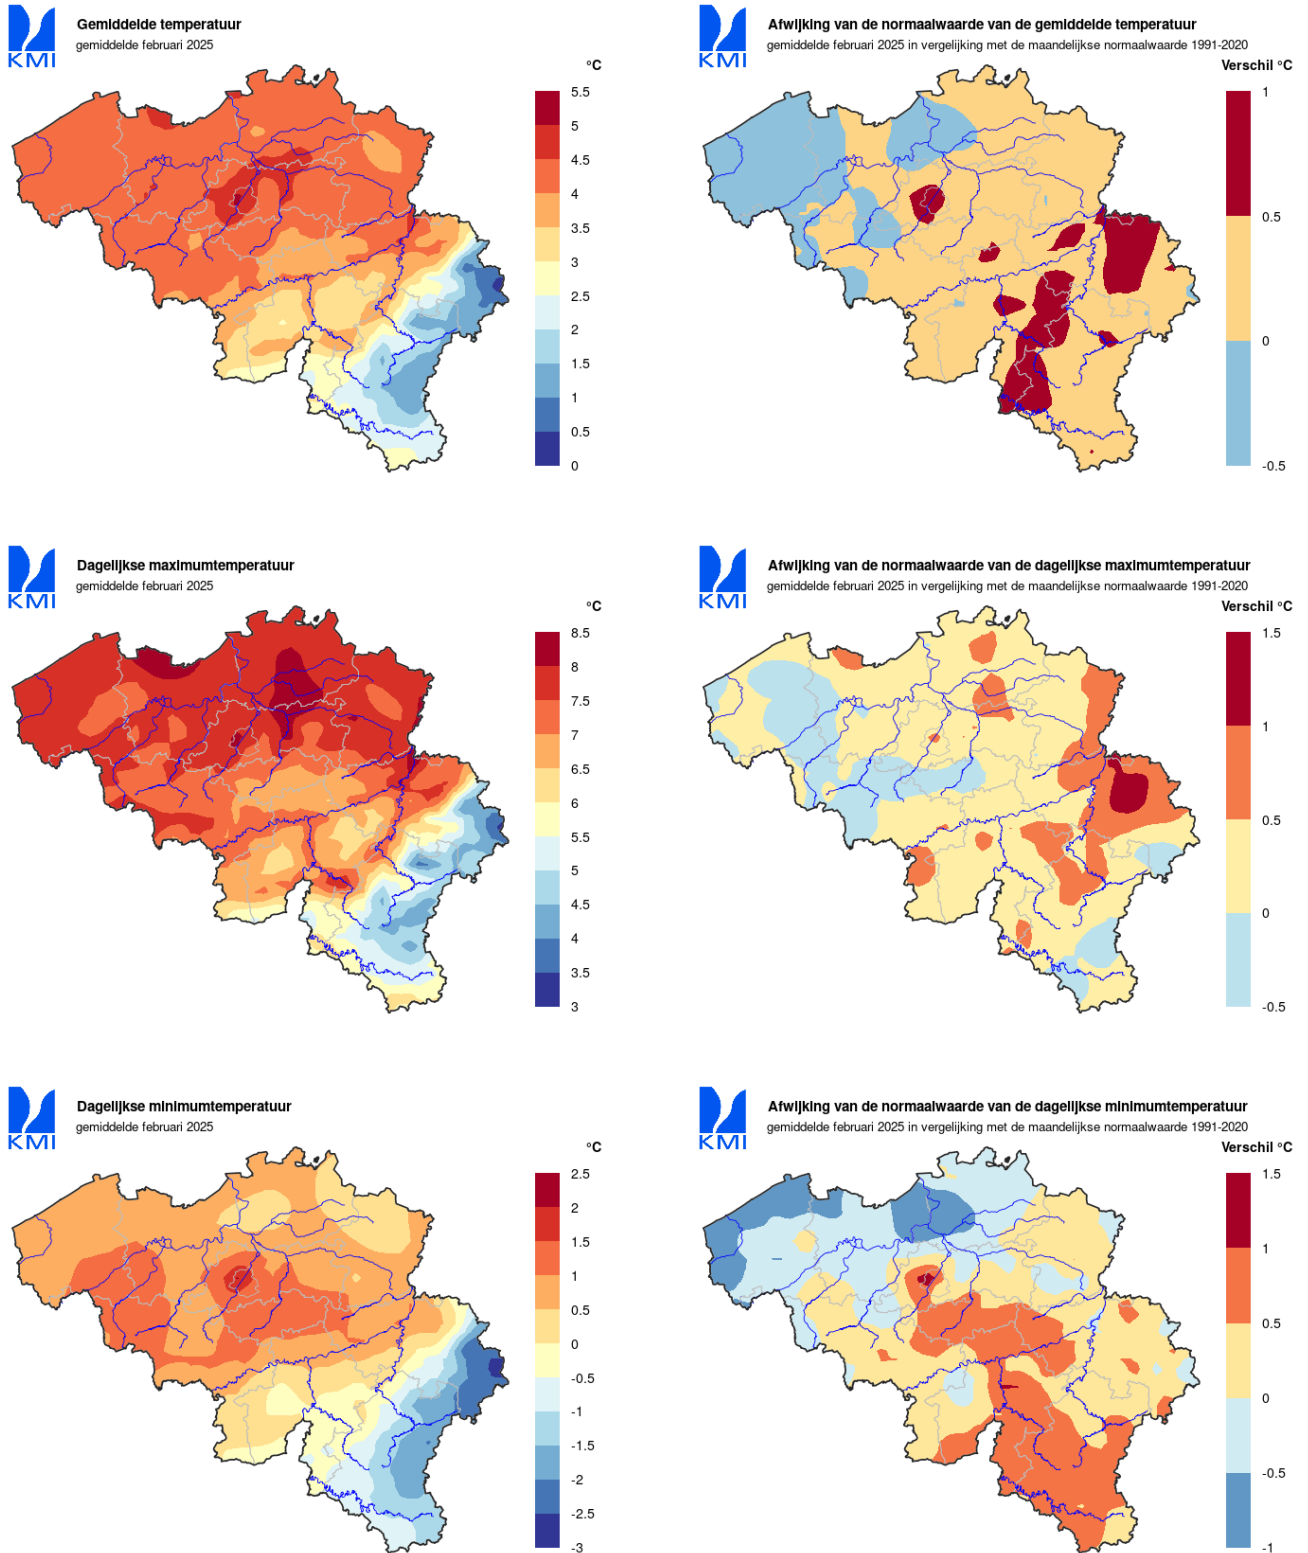 KMI
Gemiddelde temperatuur
gemiddelde februari 2025
°C
5.5
5
4.5
4
3.5
3
2.5
2
1.5
1
0.5
0
KMI
Afwijking van de normaalwaarde van de gemiddelde temperatuur
gemiddelde februari 2025 in vergelijking met de maandelijkse normaalwaarde 1991-2020
Verschil °C
1
0.5
0
-0.5
KMI
Dagelijkse maximumtemperatuur
gemiddelde februari 2025
°C
8.5
8
7.5
7
6.5
6
5.5
5
4.5
4
3.5
3
KMI
Afwijking van de normaalwaarde van de dagelijkse maximumtemperatuur
gemiddelde februari 2025 in vergelijking met de maandelijkse normaalwaarde 1991-2020
Verschil °C
1.5
1
0.5
0
-0.5
KMI
Dagelijkse minimumtemperatuur
gemiddelde februari 2025
°C
2.5
2
1.5
1
0.5
0
-0.5
-1
-1.5
-2
-2.5
-3
KMI
Afwijking van de normaalwaarde van de dagelijkse minimumtemperatuur
gemiddelde februari 2025 in vergelijking met de maandelijkse normaalwaarde 1991-2020
Verschil °C
1.5
1
0.5
0
-0.5
-1